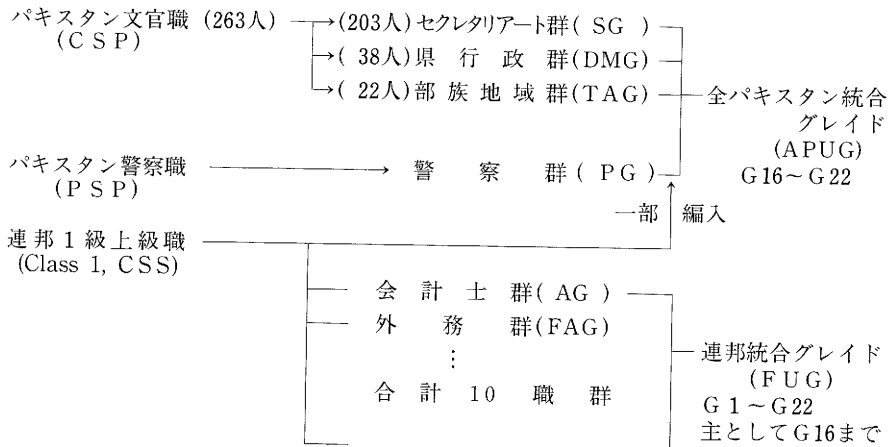 パキスタン文官職 (263人)
(CSP)
(203人) セクレタリアート群( SG )
( 38人) 県行政群(DMG)
( 22人) 部族地域群(TAG)
全パキスタン統合
グレイド
(APUG)
G16～G22
パキスタン警察職
(PSP)
警察群( PG )
一部編入
連邦1級上級職
(Class 1, CSS)
会計士群( AG )
外務群(FAG)
⋮
合計10職群
連邦統合グレイド
(FUG)
G1～G22
主としてG16まで